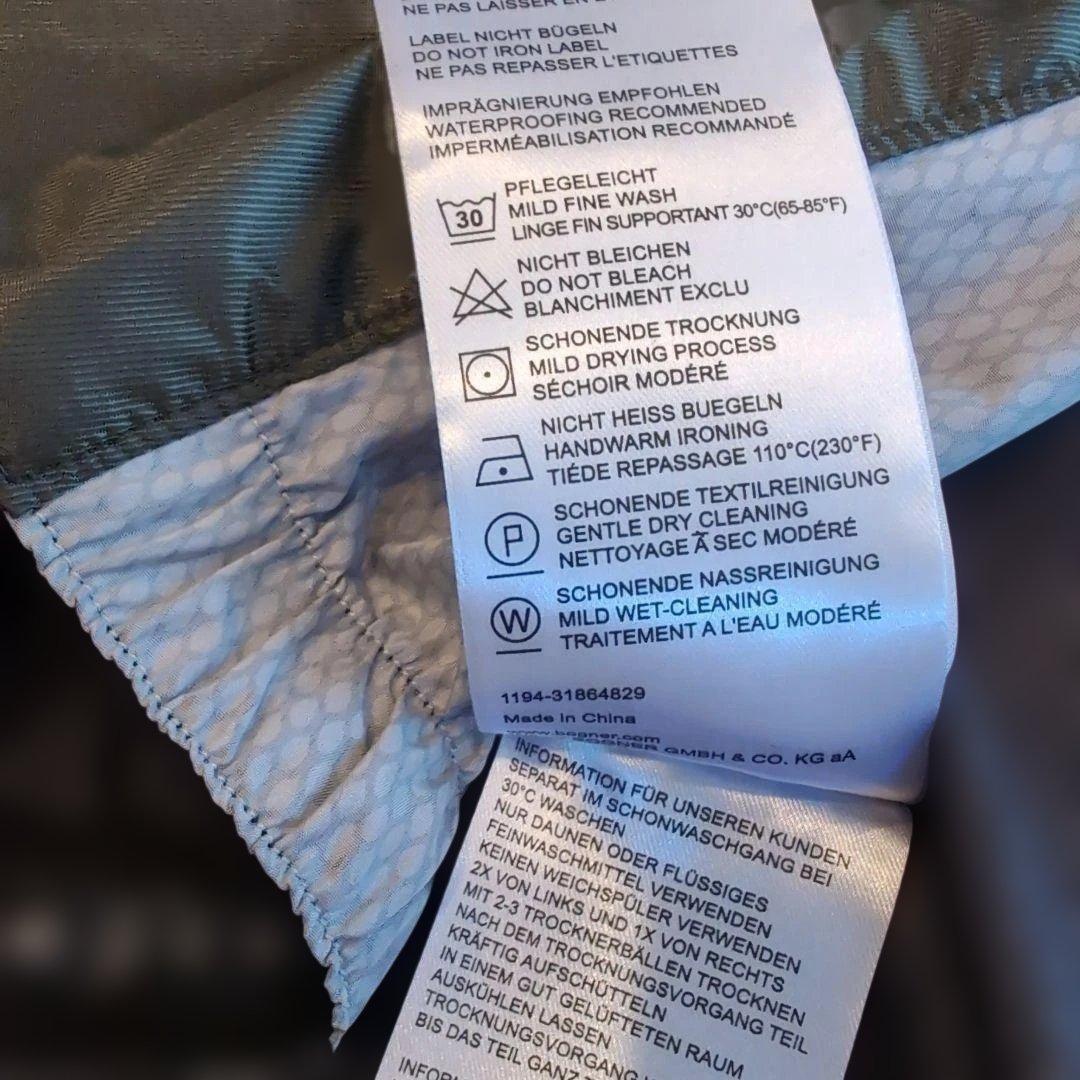 NE PAS LAISSER EN
LABEL NICHT BÜGELN
DO NOT IRON LABEL
NE PAS REPASSER L'ETIQUETTES
IMPRÄGNIERUNG EMPFOHLEN
WATERPROOFING RECOMMENDED
IMPERMÉABILISATION RECOMMANDÉ
30
PFLEGELEICHT
MILD FINE WASH
LINGE FIN SUPPORTANT 30°C(65-85°F)
NICHT BLEICHEN
DO NOT BLEACH
BLANCHIMENT EXCLU
SCHONENDE TROCKNUNG
MILD DRYING PROCESS
SÉCHOIR MODÉRÉ
NICHT HEISS BUEGELN
HANDWARM IRONING
TIÉDE REPASSAGE 110°C(230°F)
P
SCHONENDE TEXTILREINIGUNG
GENTLE DRY CLEANING
NETTOYAGE À SEC MODÉRÉ
W
SCHONENDE NASSREINIGUNG
MILD WET-CLEANING
TRAITEMENT A L'EAU MODÉRÉ
1194-31864829
Made in China
www.bogner.com
BOGNER GMBH & CO. KG aA
INFORMATION FÜR UNSEREN KUNDEN
SEPARAT IM SCHONWASCHGANG BEI
30°C WASCHEN
NUR DAUNEN ODER FLÜSSIGES
FEINWASCHMITTEL VERWENDEN
KEINEN WEICHSPÜLER VERWENDEN
2X VON LINKS UND 1X VON RECHTS
MIT 2-3 TROCKNERBÄLLEN TROCKNEN
NACH DEM TROCKNUNGSVORGANG TEIL
KRÄFTIG AUFSCHÜTTELN
IN EINEM GUT GELÜFTETEN RAUM
AUSKÜHLEN LASSEN
TROCKNUNGSVORGANG
BIS DAS TEIL GANZ